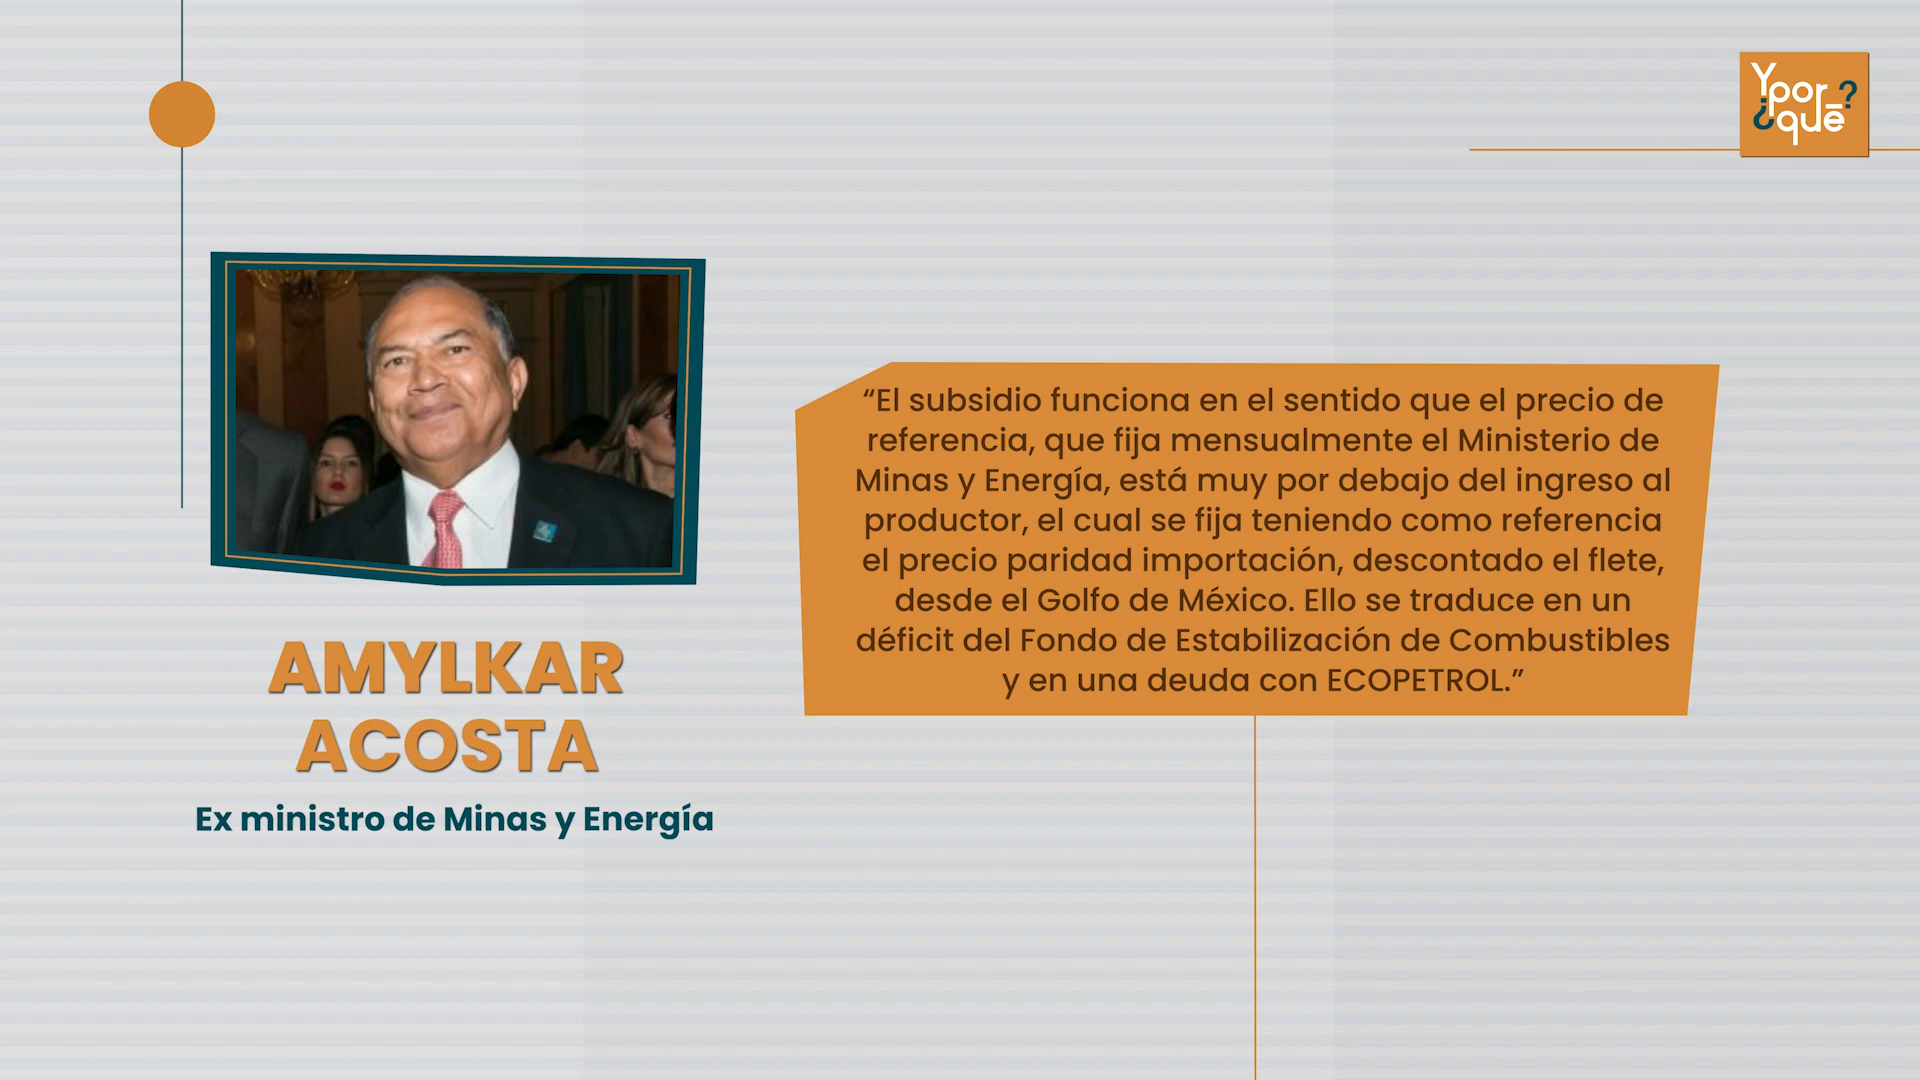 Y por
¿qué?
AMYLKAR
ACOSTA
Ex ministro de Minas y Energía
“El subsidio funciona en el sentido que el precio de
referencia, que fija mensualmente el Ministerio de
Minas y Energía, está muy por debajo del ingreso al
productor, el cual se fija teniendo como referencia
el precio paridad importación, descontado el flete,
desde el Golfo de México. Ello se traduce en un
déficit del Fondo de Estabilización de Combustibles
y en una deuda con ECOPETROL.”